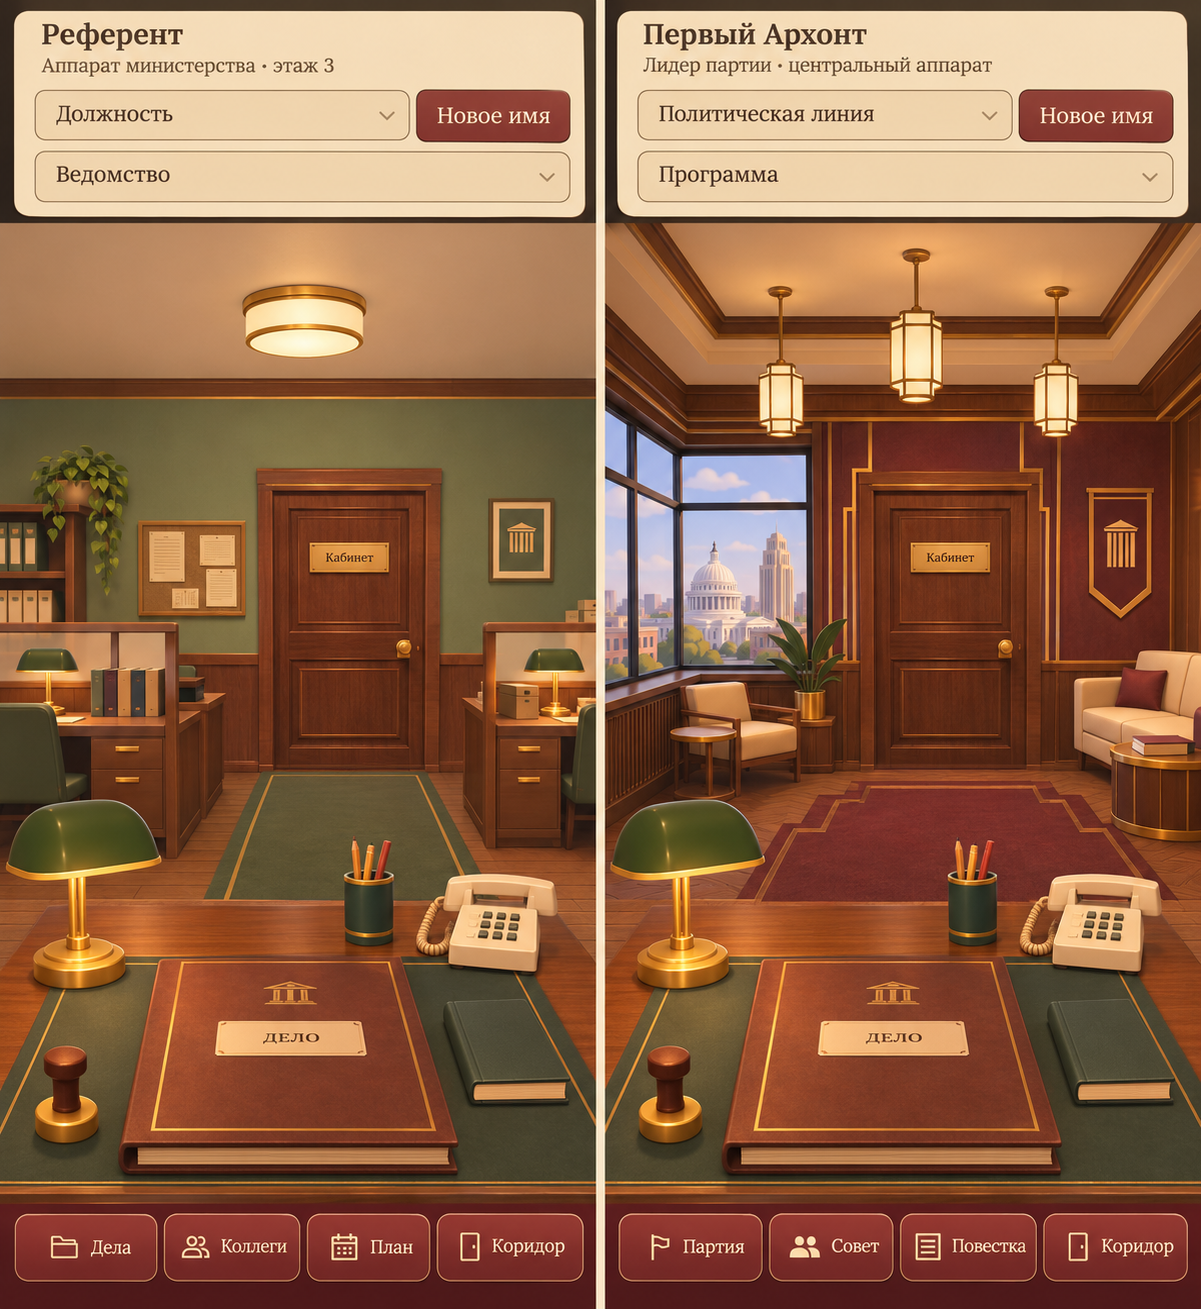 Референт
Аппарат министерства • этаж 3
Должность
Новое имя
Ведомство
Кабинет
ДЕЛО
Дела
Коллеги
План
Коридор
Первый Архонт
Лидер партии • центральный аппарат
Политическая линия
Новое имя
Программа
Кабинет
ДЕЛО
Партия
Совет
Повестка
Коридор